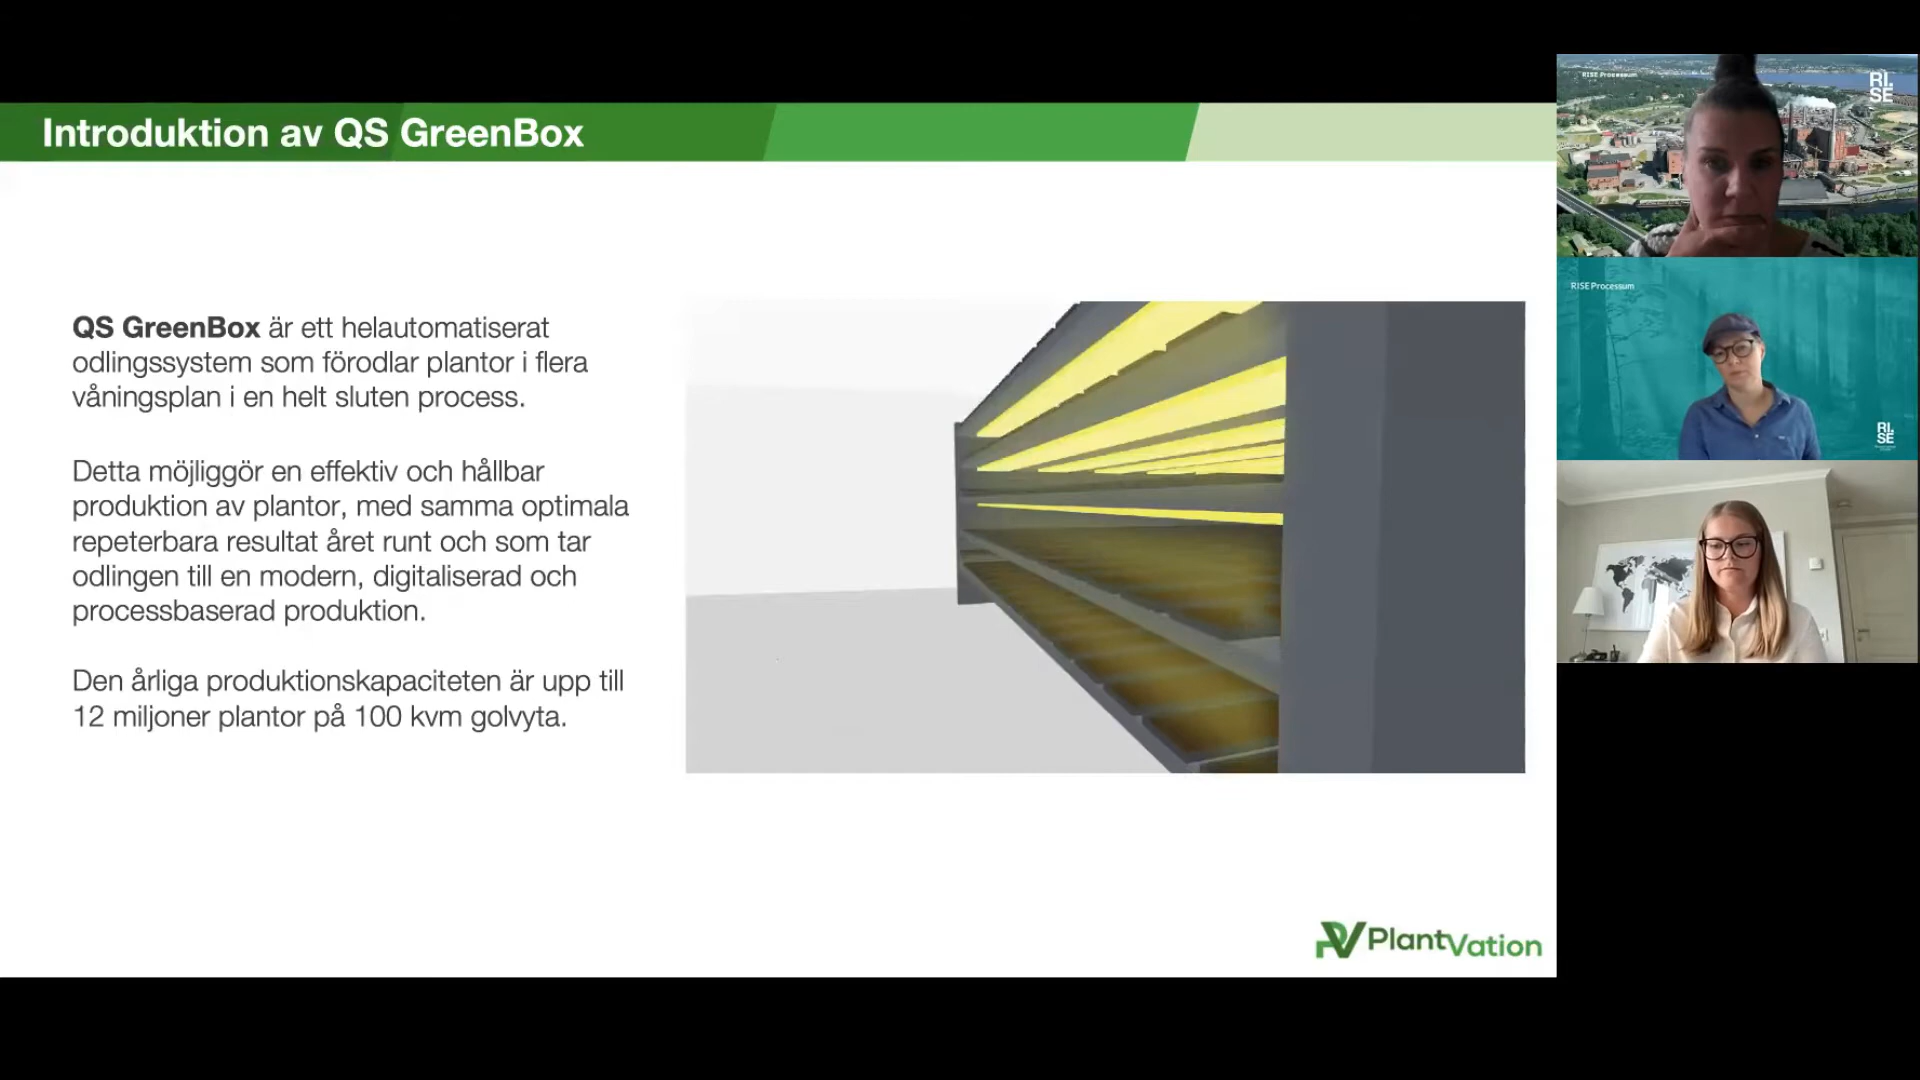 Introduktion av QS GreenBox
QS GreenBox är ett helautomatiserat
odlingssystem som förodlar plantor i flera
våningsplan i en helt sluten process.
Detta möjliggör en effektiv och hållbar
produktion av plantor, med samma optimala
repeterbara resultat året runt och som tar
odlingen till en modern, digitaliserad och
processbaserad produktion.
Den årliga produktionskapaciteten är upp till
12 miljoner plantor på 100 kvm golvyta.
PlantVation
RISE Processum
RI.
SE
RISE Processum
RI.
SE